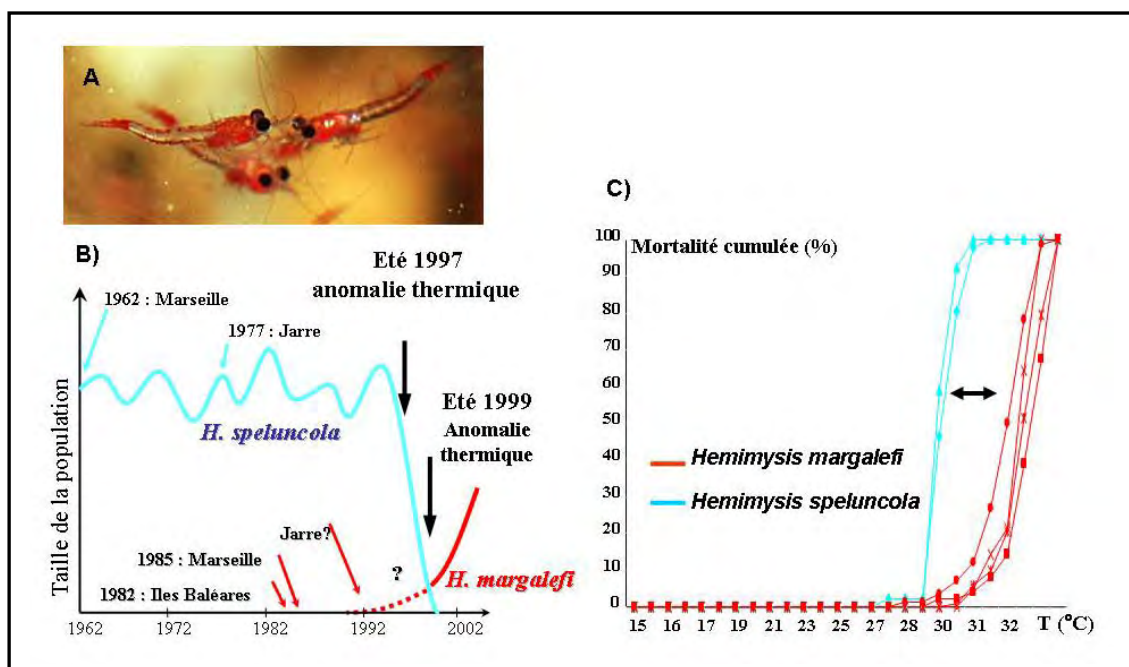 A
B)
Eté 1997
anomalie thermique
1962 : Marseille
1977 : Jarre
Eté 1999
Anomalie
thermique
H. speluncola
Jarre?
1985 : Marseille
?
H. margalefi
1982 : Iles Baléares
Taille de la population
1962 1972 1982 1992 2002
C)
Mortalité cumulée (%)
100
90
80
70
60
50
40
30
20
10
0
Hemimysis margalefi
Hemimysis speluncola
15 16 17 19 21 23 25 27 28 29 30 31 32 T (°C)